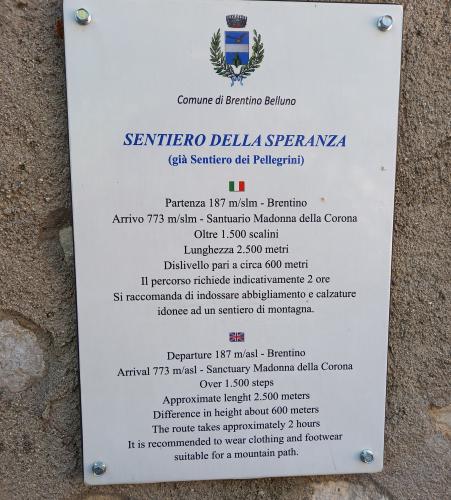 Comune di Brentino Belluno
SENTIERO DELLA SPERANZA
(già Sentiero dei Pellegrini)
Partenza 187 m/slm - Brentino
Arrivo 773 m/slm - Santuario Madonna della Corona
Oltre 1.500 scalini
Lunghezza 2.500 metri
Dislivello pari a circa 600 metri
Il percorso richiede indicativamente 2 ore
Si raccomanda di indossare abbigliamento e calzature
idonee ad un sentiero di montagna.
Departure 187 m/asl - Brentino
Arrival 773 m/asl - Sanctuary Madonna della Corona
Over 1.500 steps
Approximate lenght 2.500 meters
Difference in height about 600 meters
The route takes approximately 2 hours
It is recommended to wear clothing and footwear
suitable for a mountain path.